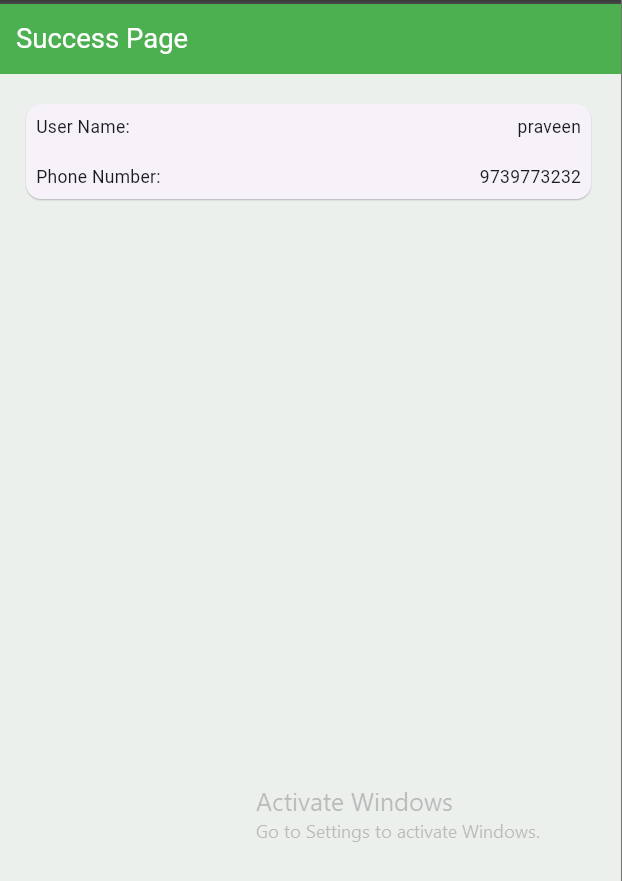 Success Page
User Name: praveen
Phone Number: 9739773232
Activate Windows
Go to Settings to activate Windows.